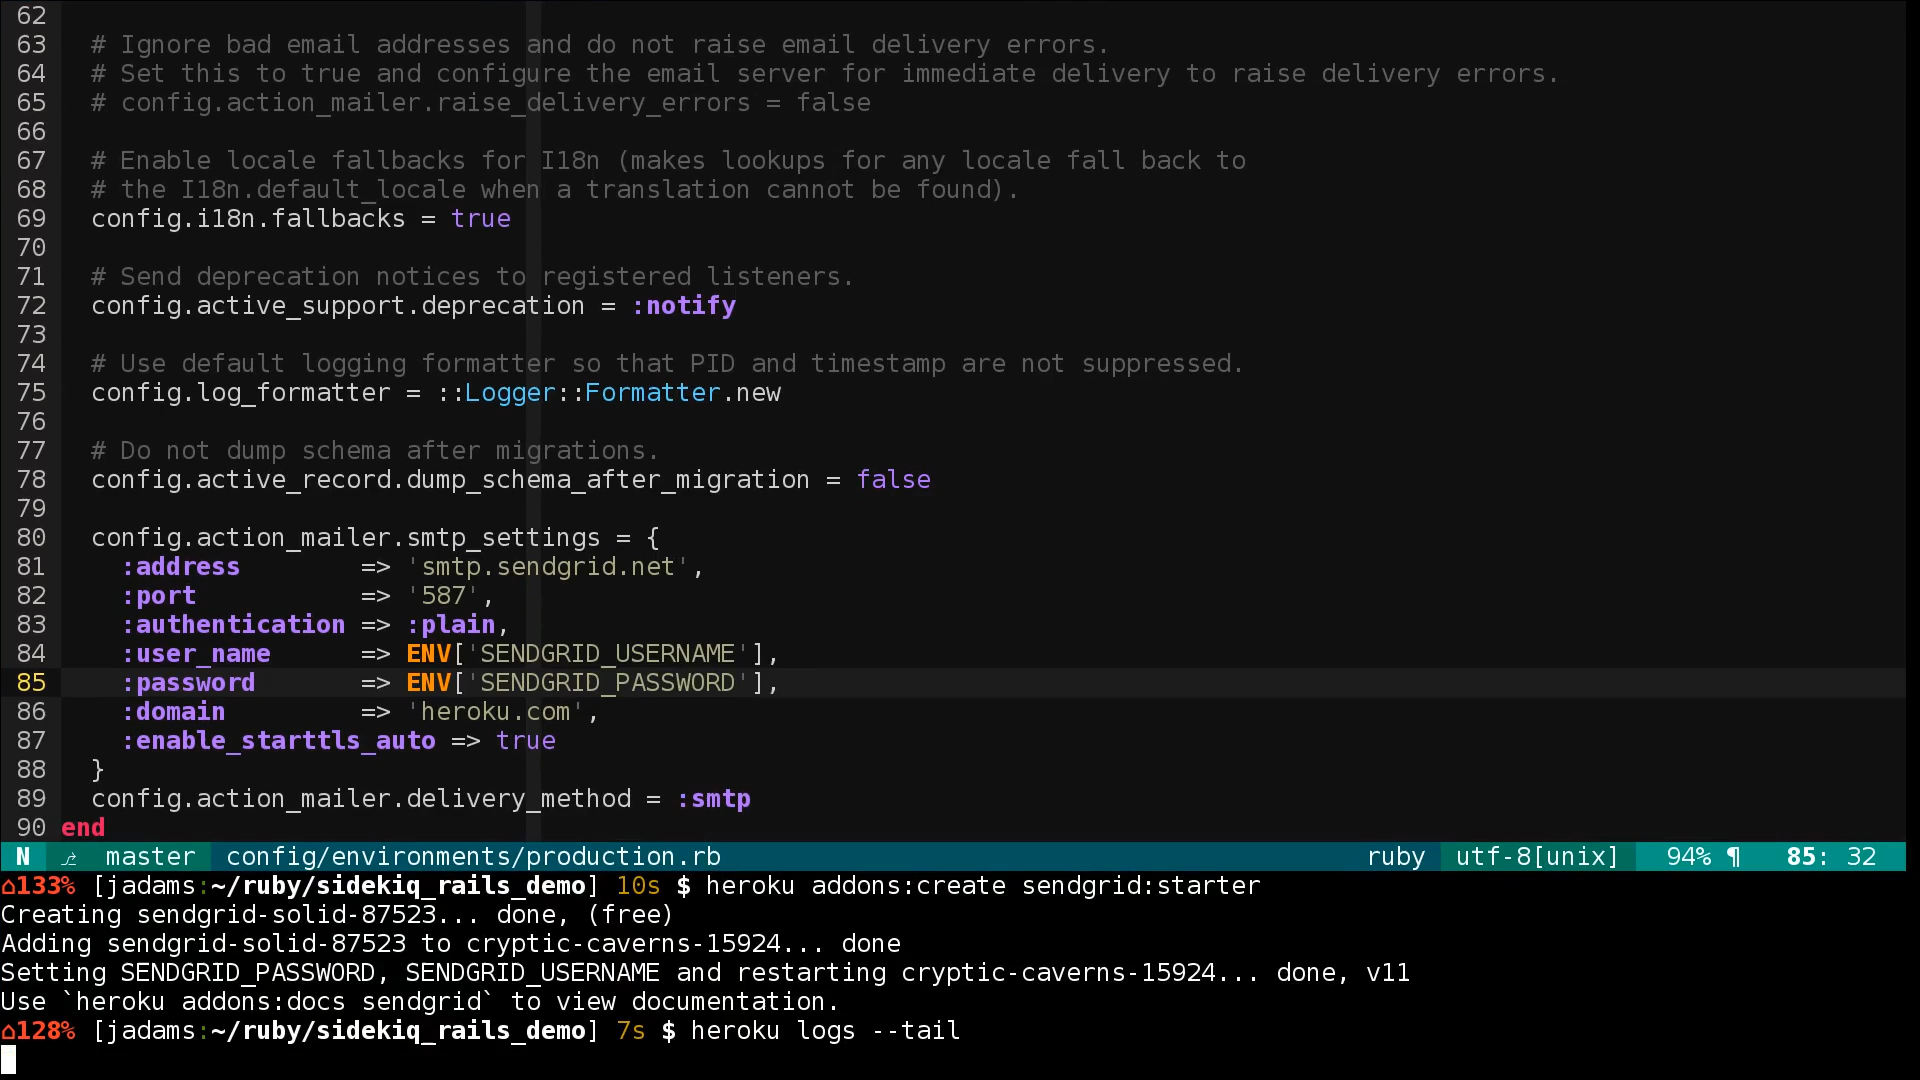 62
63   # Ignore bad email addresses and do not raise email delivery errors.
64   # Set this to true and configure the email server for immediate delivery to raise delivery errors.
65   # config.action_mailer.raise_delivery_errors = false
66
67   # Enable locale fallbacks for I18n (makes lookups for any locale fall back to
68   # the I18n.default_locale when a translation cannot be found).
69   config.i18n.fallbacks = true
70
71   # Send deprecation notices to registered listeners.
72   config.active_support.deprecation = :notify
73
74   # Use default logging formatter so that PID and timestamp are not suppressed.
75   config.log_formatter = ::Logger::Formatter.new
76
77   # Do not dump schema after migrations.
78   config.active_record.dump_schema_after_migration = false
79
80   config.action_mailer.smtp_settings = {
81     :address        => 'smtp.sendgrid.net',
82     :port           => '587',
83     :authentication => :plain,
84     :user_name      => ENV['SENDGRID_USERNAME'],
85     :password       => ENV['SENDGRID_PASSWORD'],
86     :domain         => 'heroku.com',
87     :enable_starttls_auto => true
88   }
89   config.action_mailer.delivery_method = :smtp
90 end
N ⎇ master config/environments/production.rb ruby utf-8[unix] 94% ¶ 85: 32
⌂133% [jadams:~/ruby/sidekiq_rails_demo] 10s $ heroku addons:create sendgrid:starter
Creating sendgrid-solid-87523... done, (free)
Adding sendgrid-solid-87523 to cryptic-caverns-15924... done
Setting SENDGRID_PASSWORD, SENDGRID_USERNAME and restarting cryptic-caverns-15924... done, v11
Use `heroku addons:docs sendgrid` to view documentation.
⌂128% [jadams:~/ruby/sidekiq_rails_demo] 7s $ heroku logs --tail